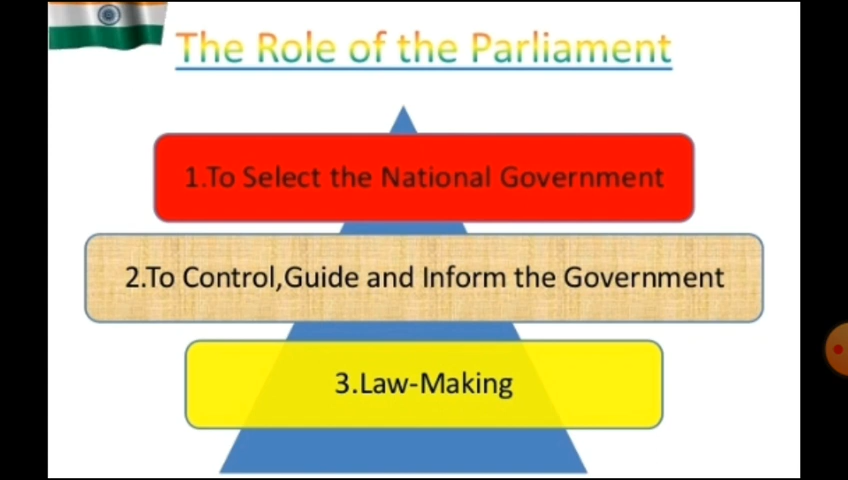 The Role of the Parliament
1.To Select the National Government
2.To Control,Guide and Inform the Government
3.Law-Making